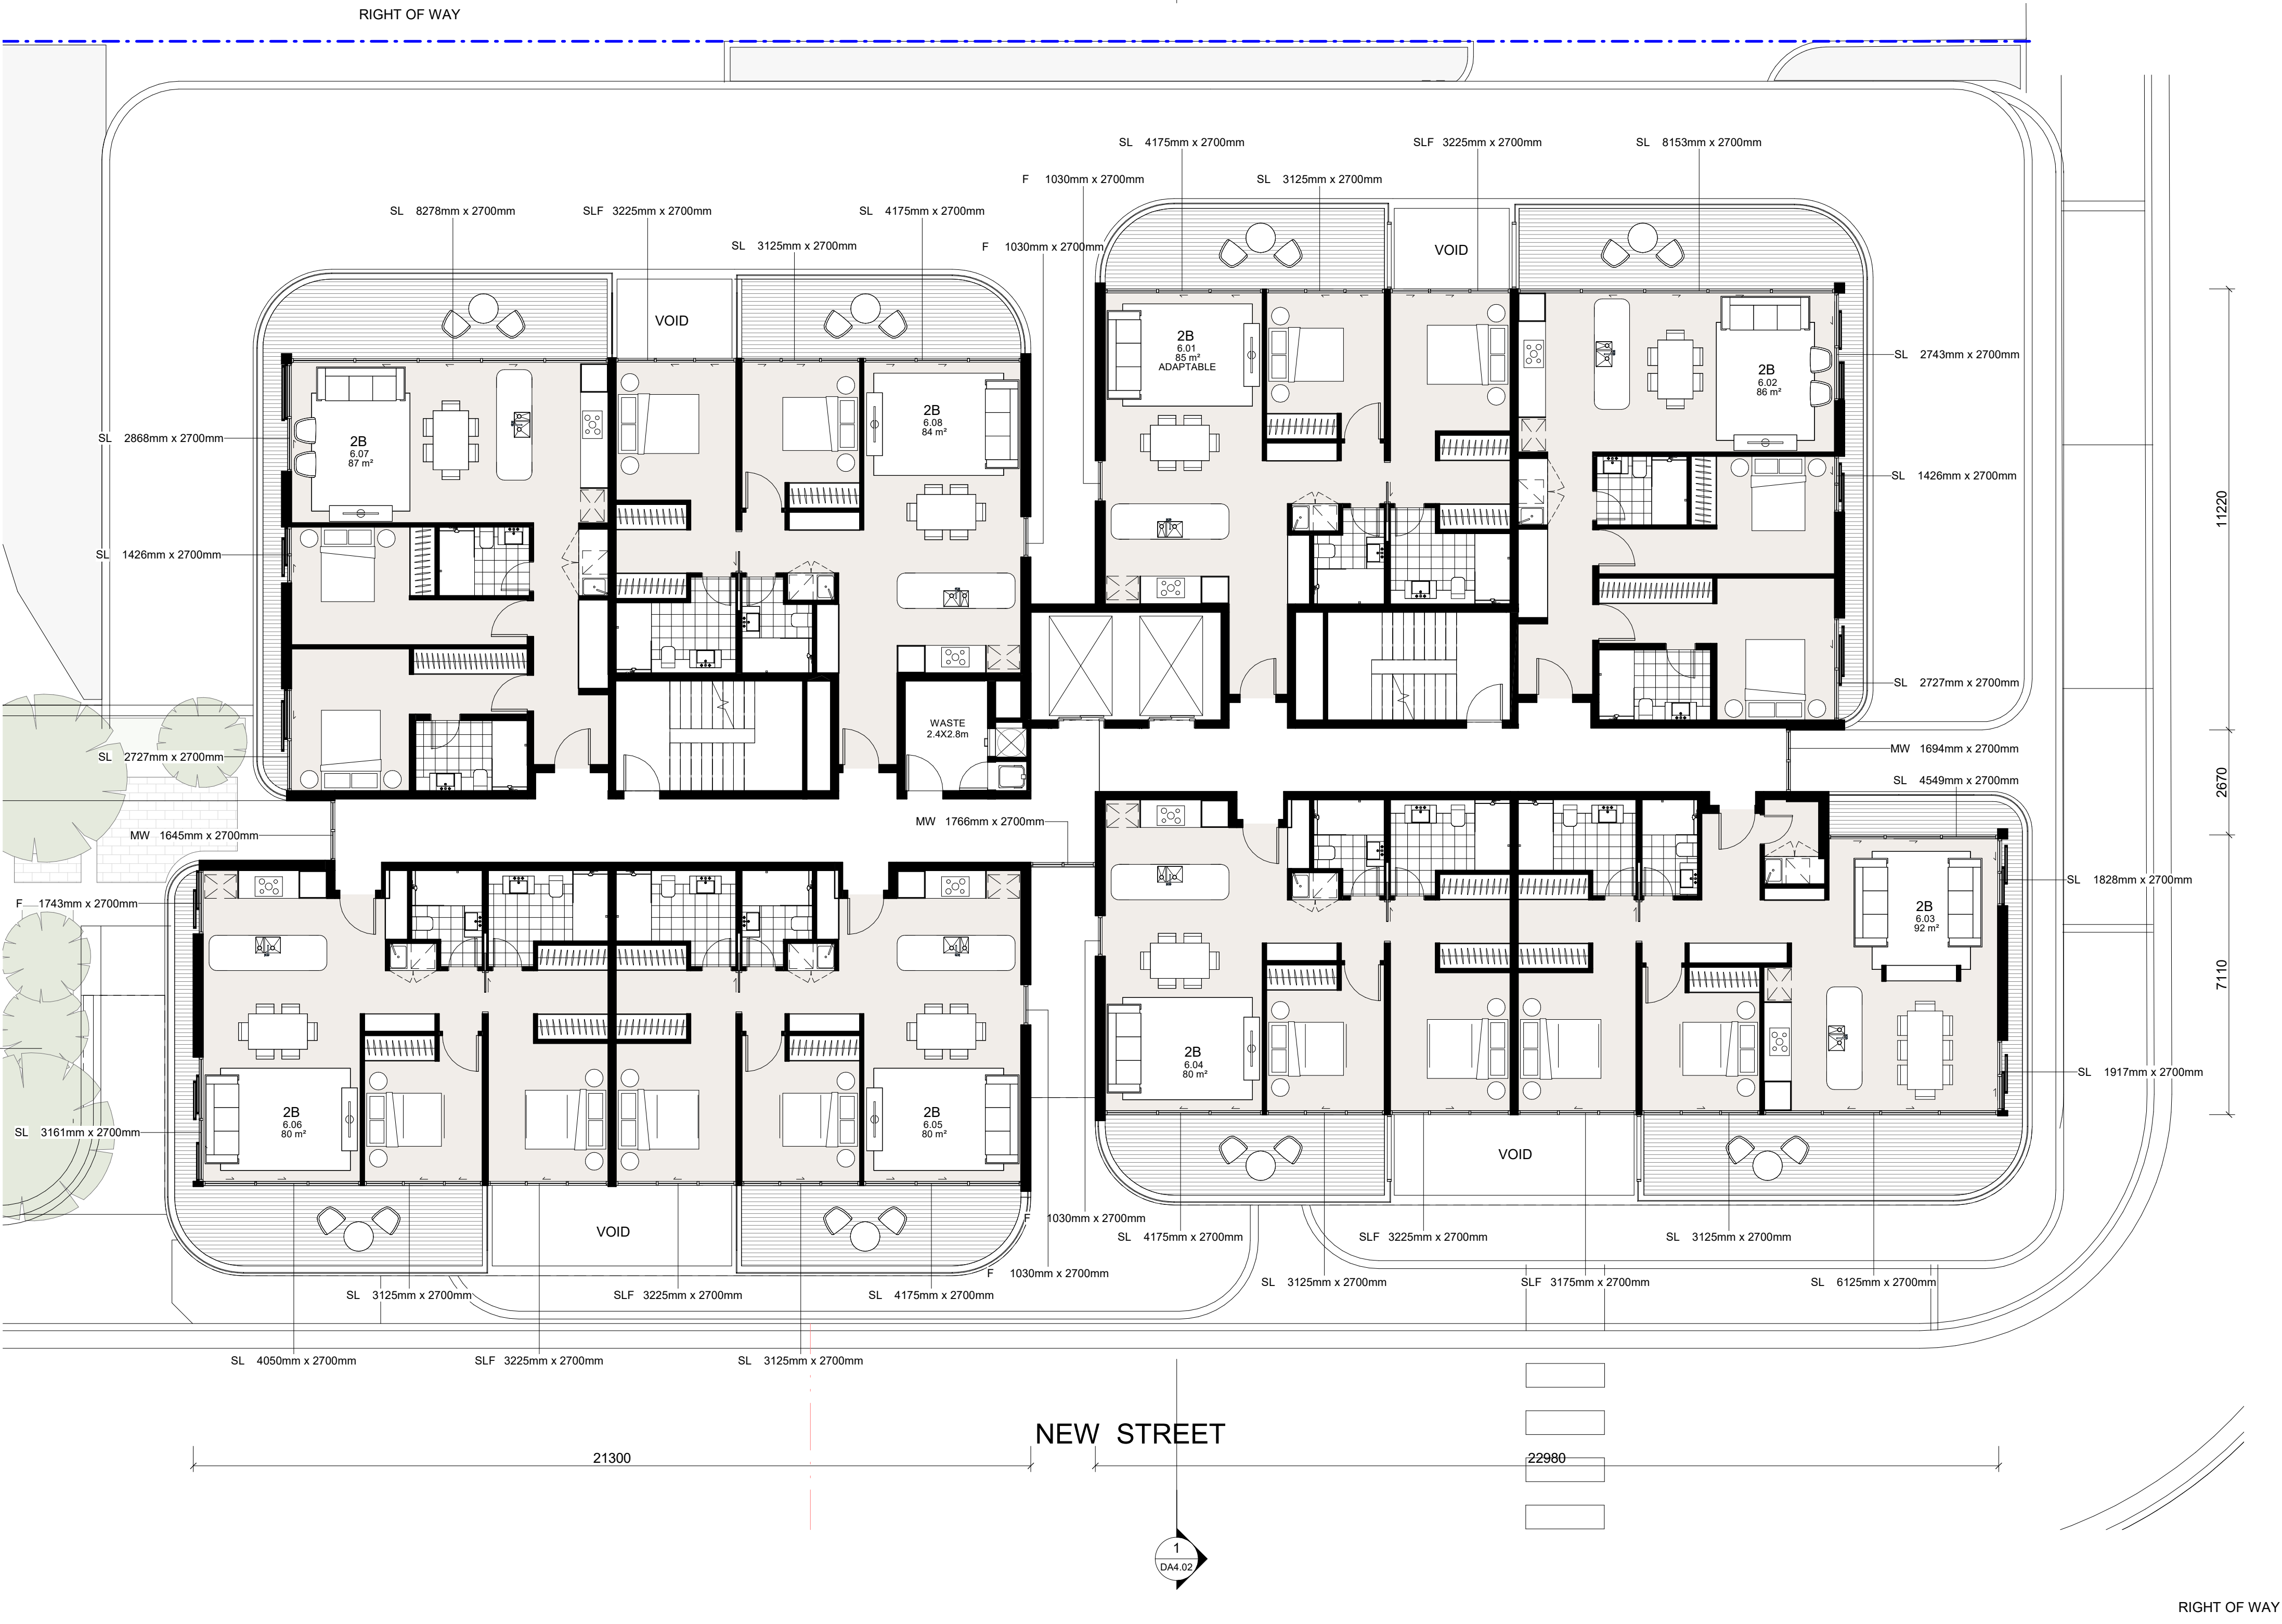 RIGHT OF WAY
SL 4175mm x 2700mm
SLF 3225mm x 2700mm
SL 8153mm x 2700mm
F 1030mm x 2700mm
SL 3125mm x 2700mm
SL 8278mm x 2700mm
SLF 3225mm x 2700mm
SL 4175mm x 2700mm
SL 3125mm x 2700mm
F 1030mm x 2700mm
VOID
VOID
2B
6.01
85 m²
ADAPTABLE
2B
6.02
86 m²
SL 2743mm x 2700mm
2B
6.08
84 m²
2B
6.07
87 m²
SL 2868mm x 2700mm
SL 1426mm x 2700mm
11220
SL 1426mm x 2700mm
SL 2727mm x 2700mm
WASTE
2.4X2.8m
SL 2727mm x 2700mm
MW 1694mm x 2700mm
2670
SL 4549mm x 2700mm
MW 1766mm x 2700mm
MW 1645mm x 2700mm
SL 1828mm x 2700mm
F 1743mm x 2700mm
2B
6.03
92 m²
7110
2B
6.04
80 m²
SL 1917mm x 2700mm
2B
6.06
80 m²
2B
6.05
80 m²
SL 3161mm x 2700mm
VOID
F 1030mm x 2700mm
VOID
SL 4175mm x 2700mm
SLF 3225mm x 2700mm
SL 3125mm x 2700mm
F 1030mm x 2700mm
SL 3125mm x 2700mm
SLF 3175mm x 2700mm
SL 6125mm x 2700mm
SL 3125mm x 2700mm
SLF 3225mm x 2700mm
SL 4175mm x 2700mm
SL 4050mm x 2700mm
SLF 3225mm x 2700mm
SL 3125mm x 2700mm
NEW STREET
21300
22980
1
DA4.02
RIGHT OF WAY